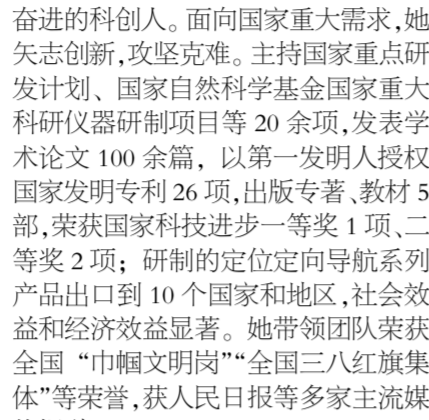 奋进的科创人。面向国家重大需求,她
矢志创新,攻坚克难。主持国家重点研
发计划、国家自然科学基金国家重大
科研仪器研制项目等 20 余项,发表学
术论文 100 余篇，以第一发明人授权
国家发明专利 26 项,出版专著、教材 5
部,荣获国家科技进步一等奖 1 项、二
等奖 2 项；研制的定位定向导航系列
产品出口到 10 个国家和地区,社会效
益和经济效益显著。她带领团队荣获
全国“巾帼文明岗”“全国三八红旗集
体”等荣誉,获人民日报等多家主流媒